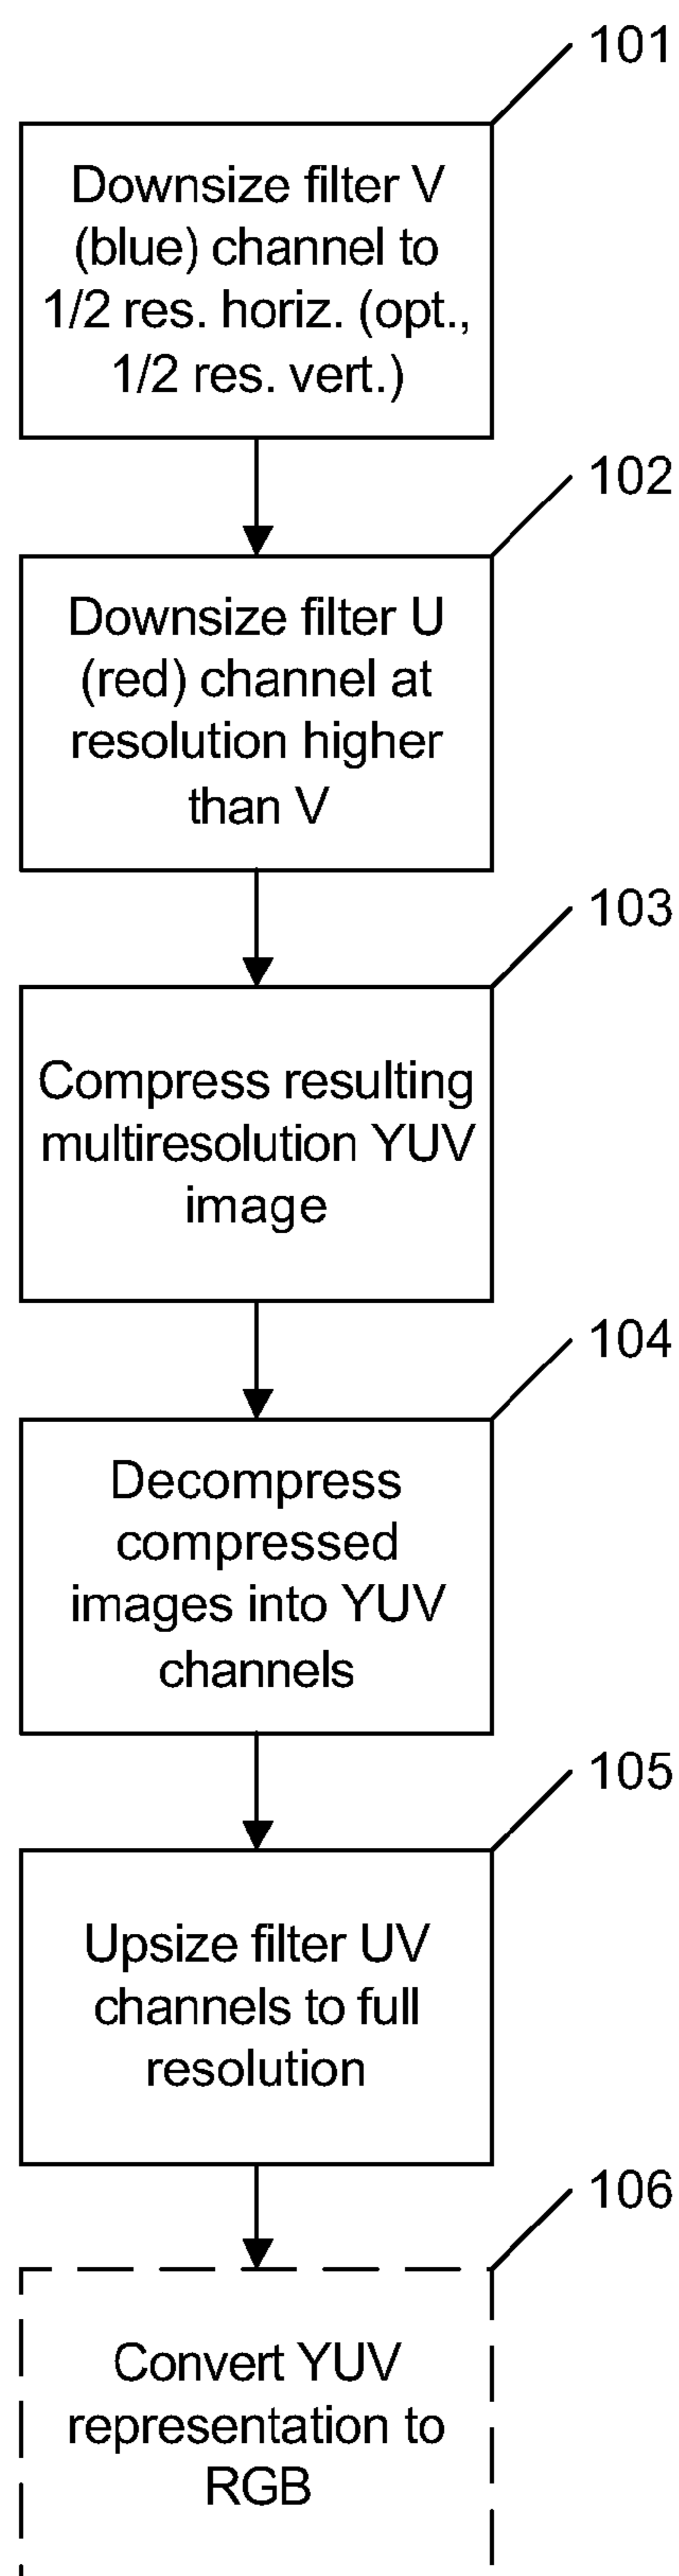 101
Downsize filter V
(blue) channel to
1/2 res. horiz. (opt.,
1/2 res. vert.)
102
Downsize filter U
(red) channel at
resolution higher
than V
103
Compress resulting
multiresolution YUV
image
104
Decompress
compressed
images into YUV
channels
105
Upsize filter UV
channels to full
resolution
106
Convert YUV
representation to
RGB